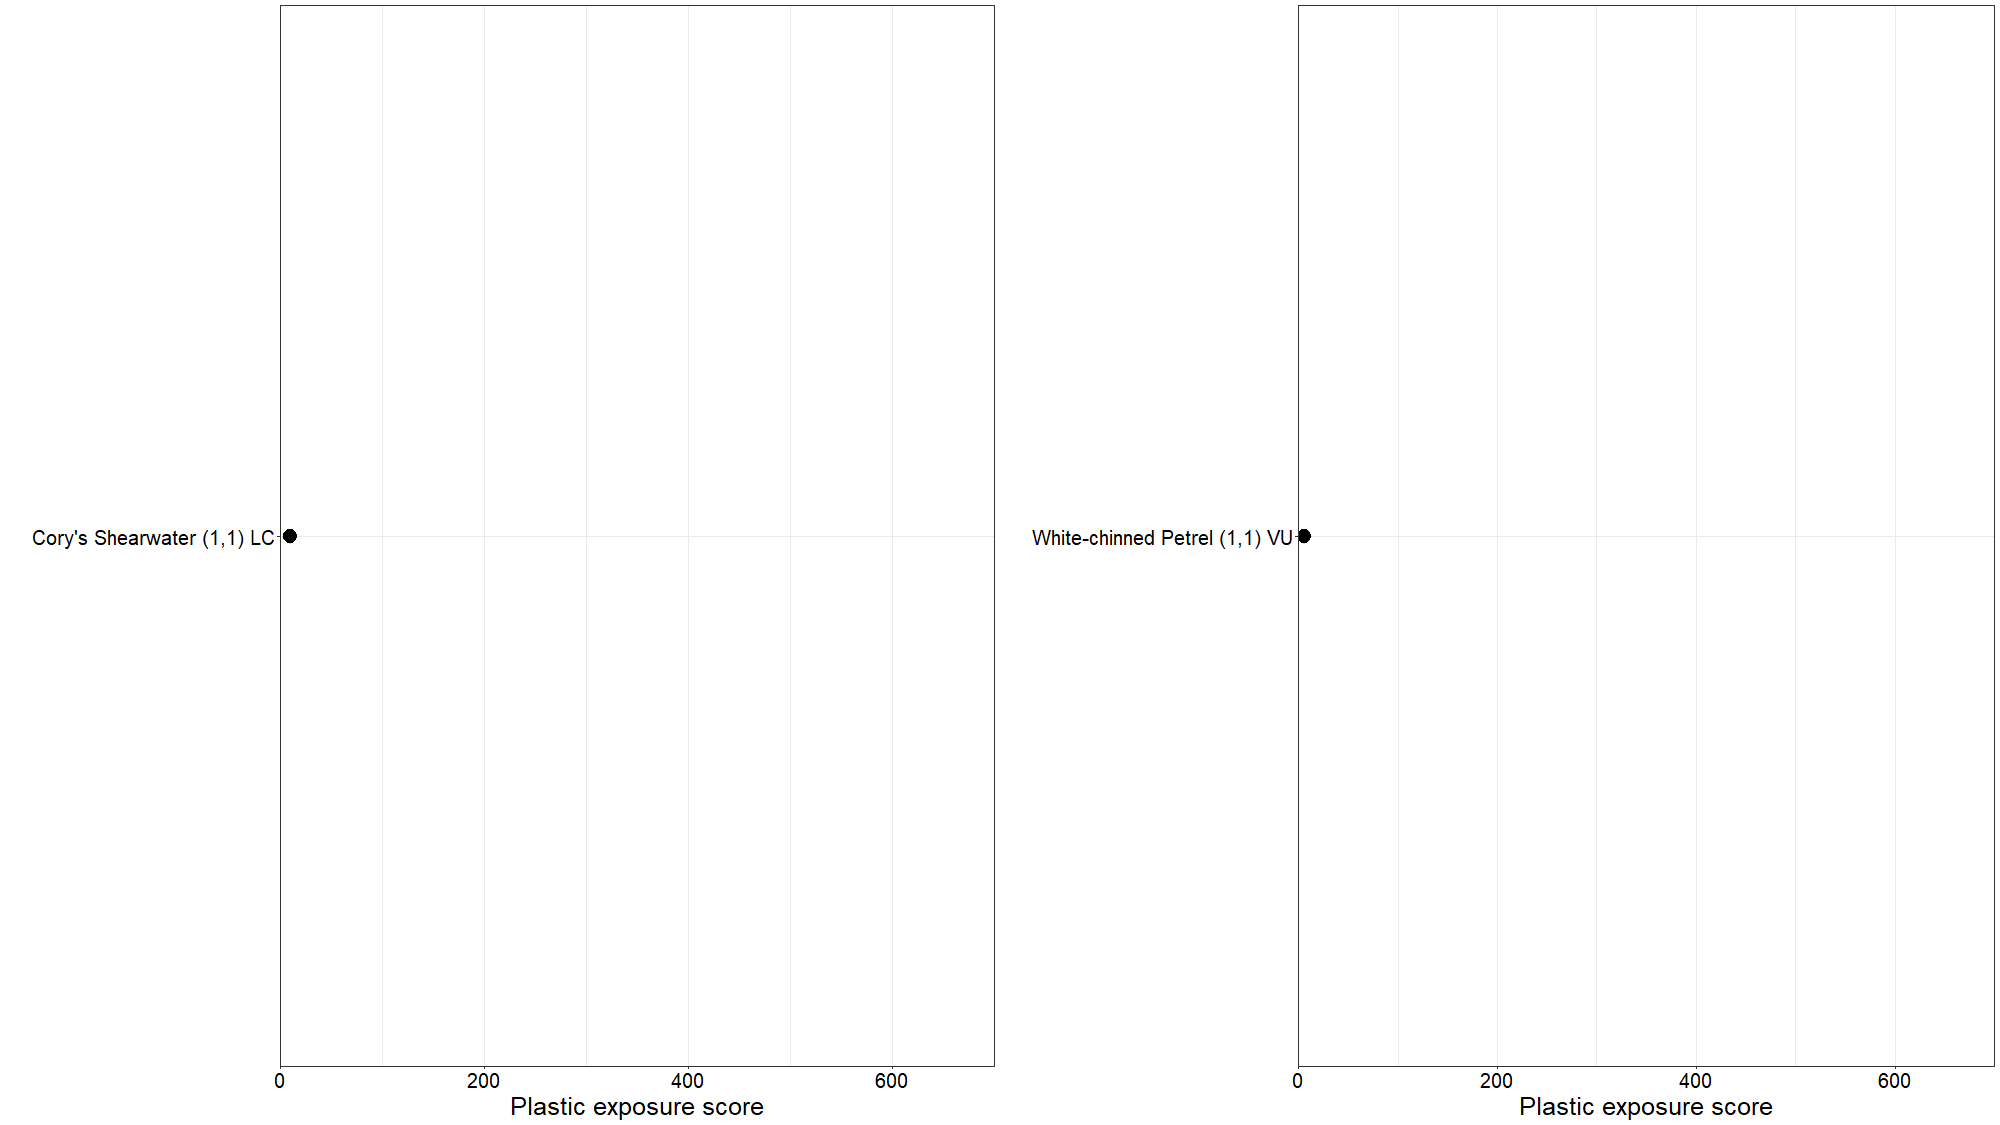 Cory's Shearwater (1,1) LC
0 200 400 600
Plastic exposure score
White-chinned Petrel (1,1) VU
0 200 400 600
Plastic exposure score